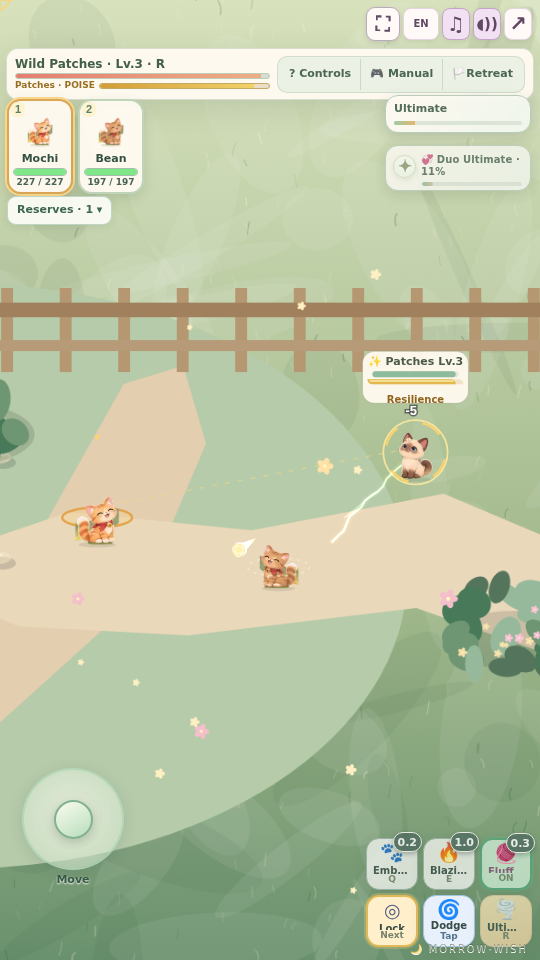 EN
Wild Patches · Lv.3 · R
Patches · POISE
? Controls
Manual
Retreat
1
Mochi
227 / 227
2
Bean
197 / 197
Reserves · 1 ▾
Ultimate
Duo Ultimate · 11%
Patches Lv.3
Resilience
-5
Move
0.2
Emb...
Q
1.0
Blazi...
E
0.3
Fluff
ON
Lock
Next
Dodge
Tap
Ulti...
R
MORROW-WISH